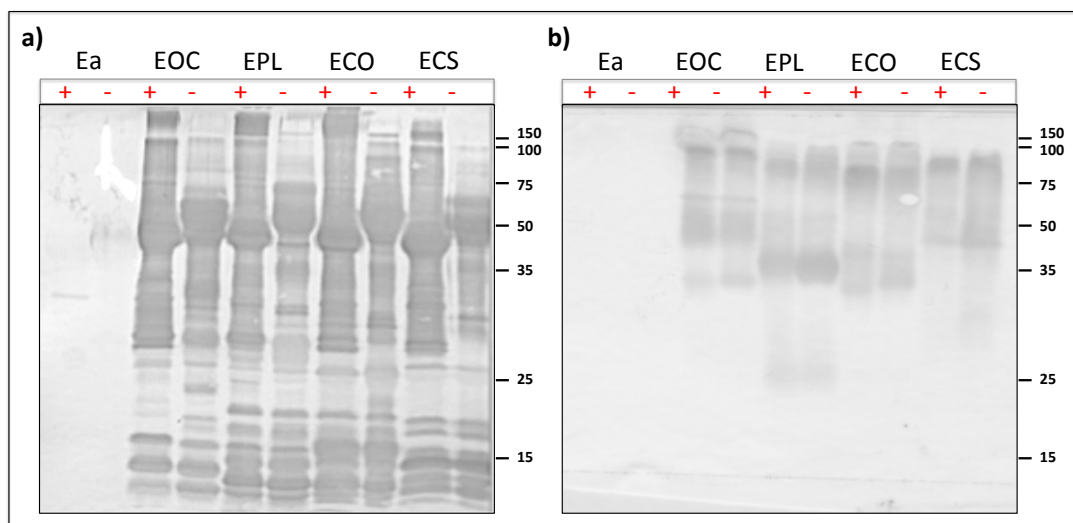 a)
Ea EOC EPL ECO ECS
+ - + - + - + - + -
150
100
75
50
35
25
15
b)
Ea EOC EPL ECO ECS
+ - + - + - + - + -
150
100
75
50
35
25
15